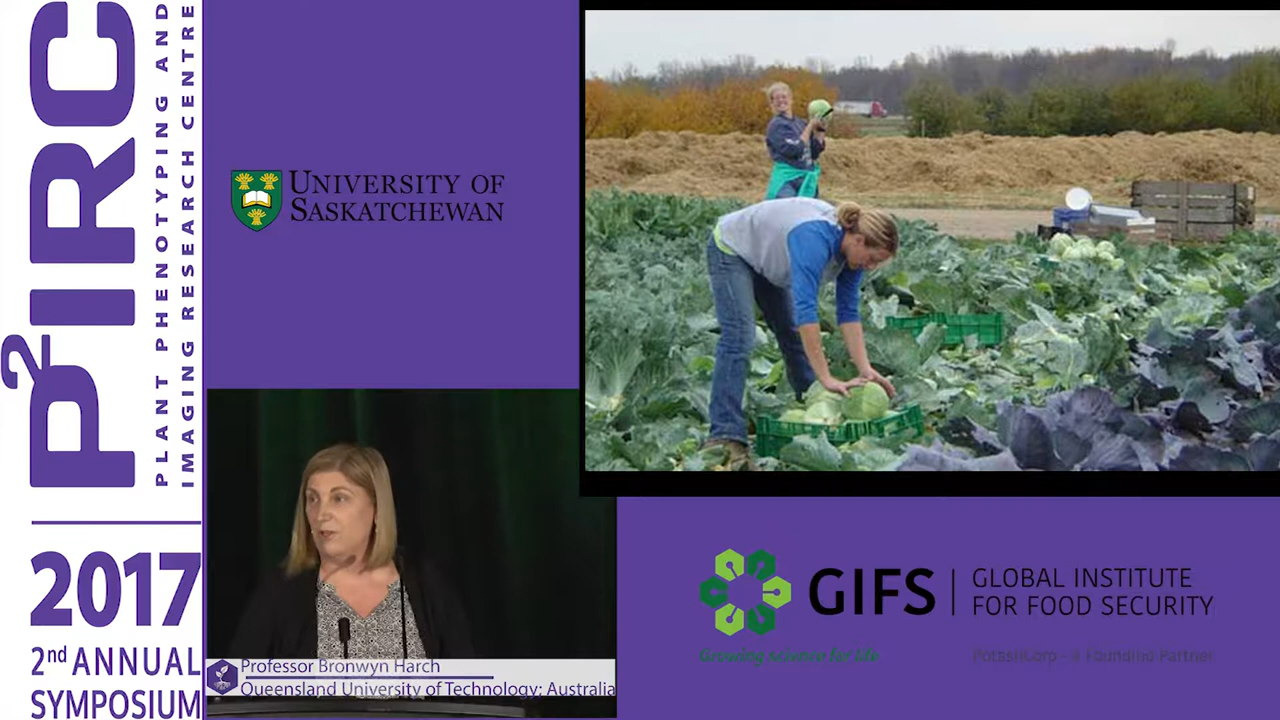 P²IRC
PLANT PHENOTYPING AND
IMAGING RESEARCH CENTRE
2017
2nd ANNUAL
SYMPOSIUM
UNIVERSITY OF
SASKATCHEWAN
Professor Bronwyn Harch
Queensland University of Technology: Australia
GIFS
GLOBAL INSTITUTE
FOR FOOD SECURITY
Growing science for life
PotashCorp - a Founding Partner